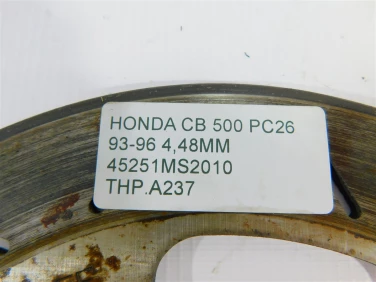 HONDA CB 500 PC26
93-96 4,48MM
45251MS2010
THP.A237